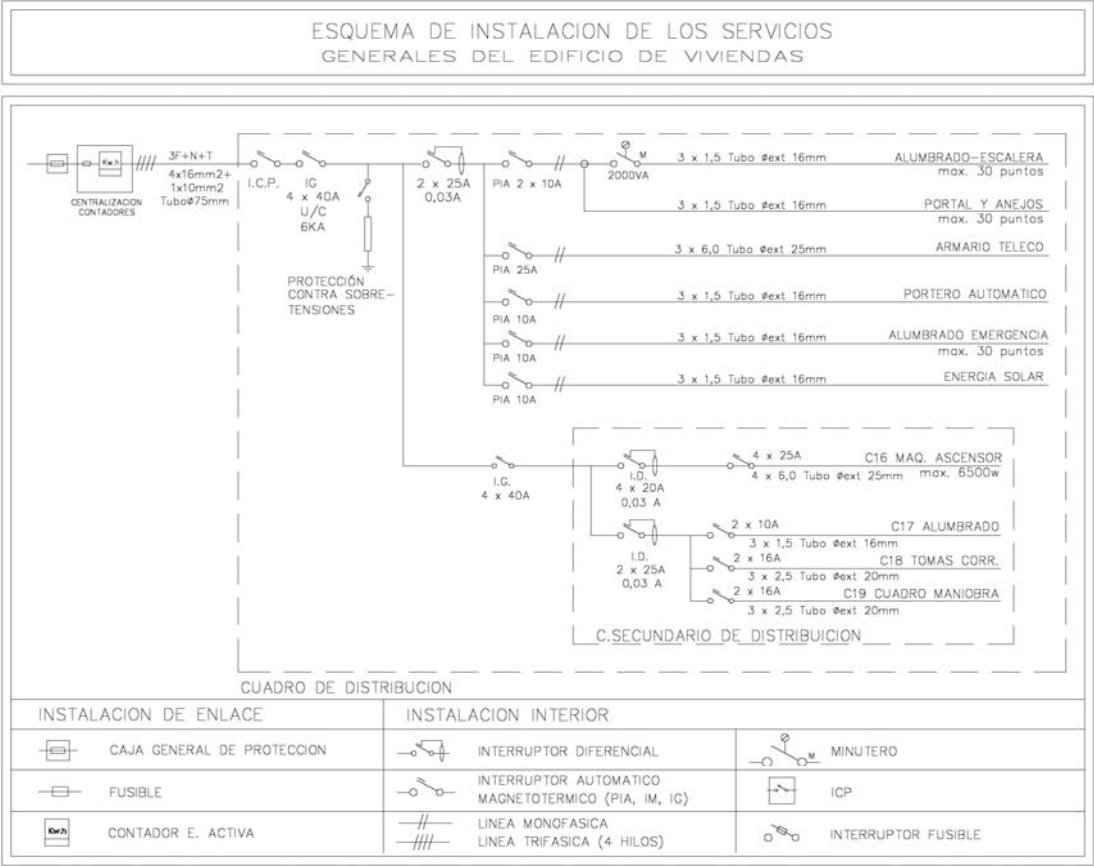 ESQUEMA DE INSTALACION DE LOS SERVICIOS
GENERALES DEL EDIFICIO DE VIVIENDAS
Kw.h
CENTRALIZACION
CONTADORES
3F+N+T
4x16mm2+
1x10mm2
TuboØ75mm
I.C.P.
IG
4 x 40A
U/C
6KA
PROTECCIÓN
CONTRA SOBRE-
TENSIONES
2 x 25A
0,03A
PIA 2 x 10A
M
2000VA
3 x 1,5 Tubo Øext 16mm
ALUMBRADO-ESCALERA
max. 30 puntos
3 x 1,5 Tubo Øext 16mm
PORTAL Y ANEJOS
max. 30 puntos
PIA 25A
3 x 6,0 Tubo Øext 25mm
ARMARIO TELECO
PIA 10A
3 x 1,5 Tubo Øext 16mm
PORTERO AUTOMATICO
PIA 10A
3 x 1,5 Tubo Øext 16mm
ALUMBRADO EMERGENCIA
max. 30 puntos
PIA 10A
3 x 1,5 Tubo Øext 16mm
ENERGIA SOLAR
I.G.
4 x 40A
I.D.
4 x 20A
0,03 A
4 x 25A
C16 MAQ. ASCENSOR
4 x 6,0 Tubo Øext 25mm
max. 6500w
I.D.
2 x 25A
0,03 A
2 x 10A
C17 ALUMBRADO
3 x 1,5 Tubo Øext 16mm
2 x 16A
C18 TOMAS CORR.
3 x 2,5 Tubo Øext 20mm
2 x 16A
C19 CUADRO MANIOBRA
3 x 2,5 Tubo Øext 20mm
C.SECUNDARIO DE DISTRIBUICION
CUADRO DE DISTRIBUCION
INSTALACION DE ENLACE
INSTALACION INTERIOR
CAJA GENERAL DE PROTECCION
INTERRUPTOR DIFERENCIAL
M
MINUTERO
FUSIBLE
INTERRUPTOR AUTOMATICO
MAGNETOTERMICO (PIA, IM, IG)
ICP
Kw.h
CONTADOR E. ACTIVA
LINEA MONOFASICA
LINEA TRIFASICA (4 HILOS)
INTERRUPTOR FUSIBLE